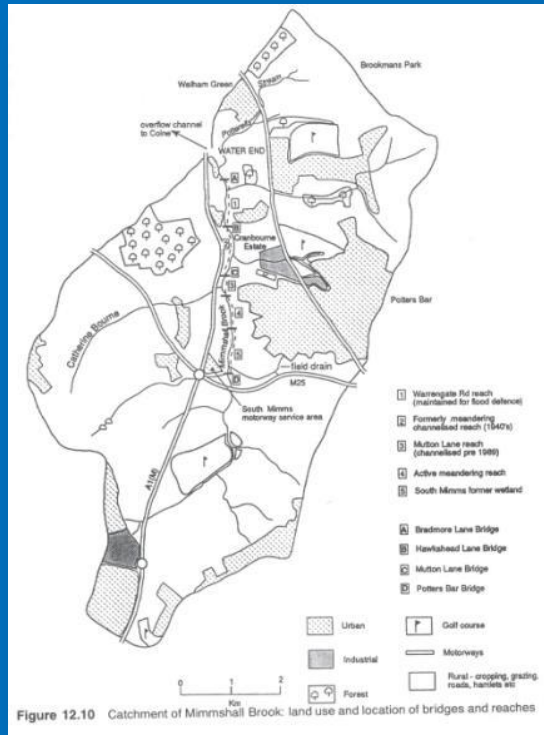 Brookmans Park
Welham Green
Stream
Potterells
overflow channel
to Colne
WATER END
A
1
B
Cranbourne
Estate
C
3
4
5
D
Mimmshall Brook
Catherine Bourne
Potters Bar
field drain
M25
South Mimms
motorway service area
A1(M)
1 Warrengate Rd reach
(maintained for flood defence)
2 Formerly meandering
channelised reach (1940's)
3 Mutton Lane reach
(channelised pre 1989)
4 Active meandering reach
5 South Mimms former wetland
A Bradmore Lane Bridge
B Hawkshead Lane Bridge
C Mutton Lane Bridge
D Potters Bar Bridge
Urban
Golf course
Industrial
Motorways
Forest
Rural - cropping, grazing,
roads, hamlets etc
0 1 2
Km
Figure 12.10 Catchment of Mimmshall Brook: land use and location of bridges and reaches